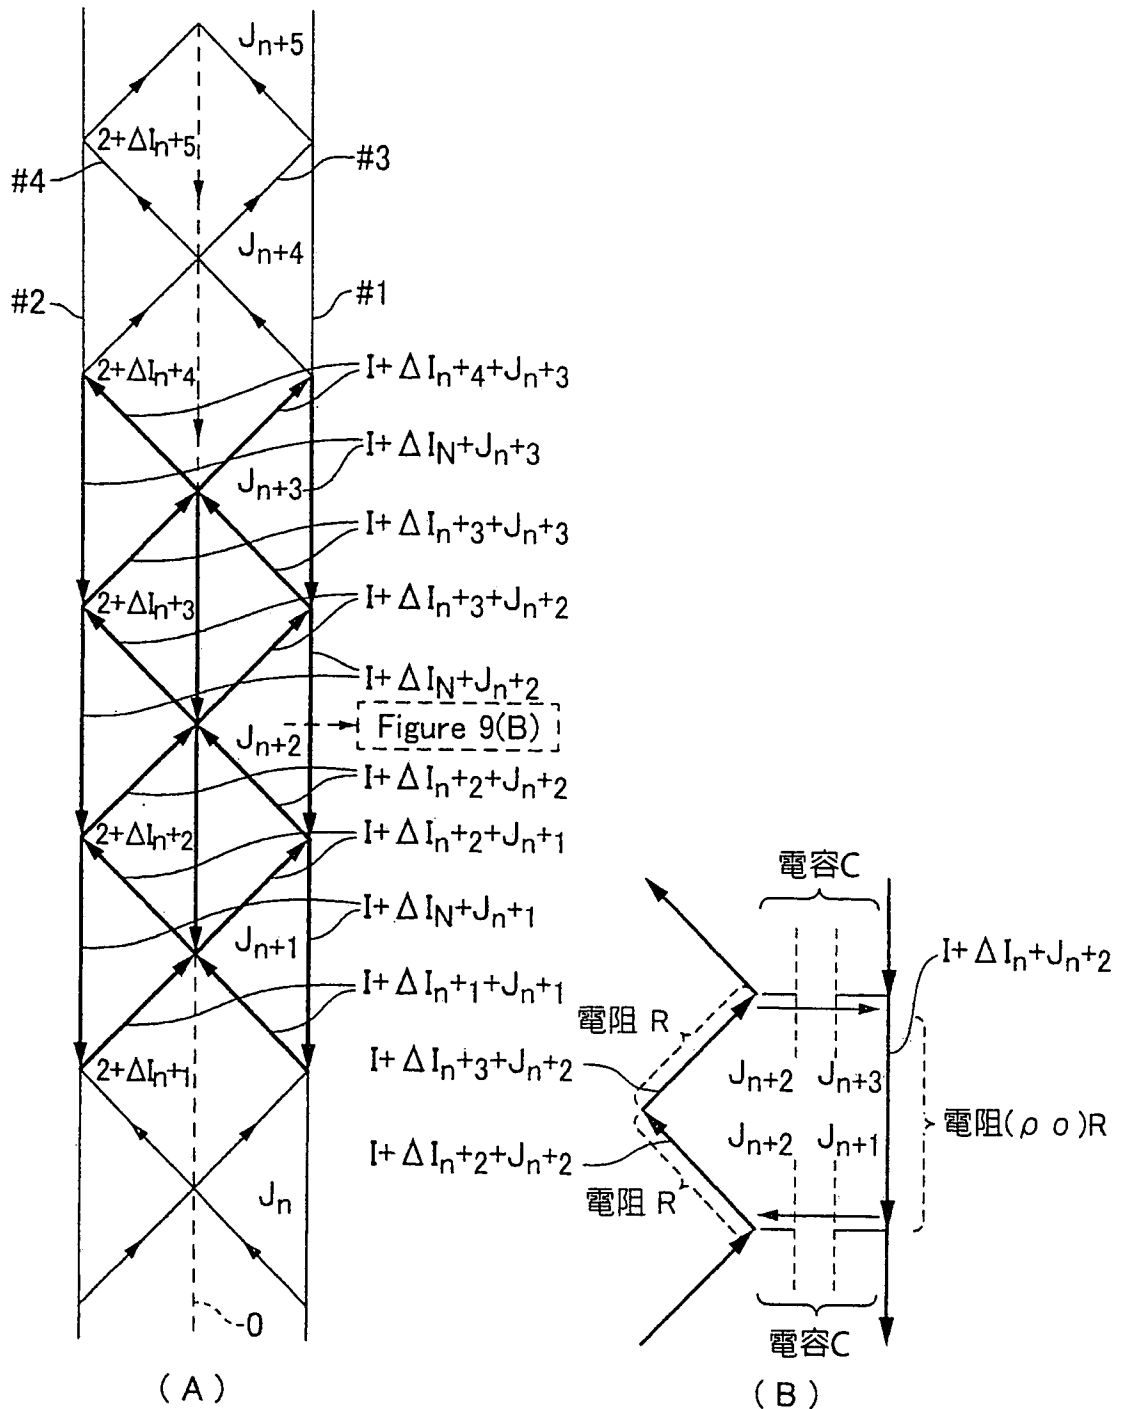 Jn+5
2+ΔIn+5
#3
#4
Jn+4
#2
#1
2+ΔIn+4
I+ΔIn+4+Jn+3
I+ΔIN+Jn+3
Jn+3
I+ΔIn+3+Jn+3
2+ΔIn+3
I+ΔIn+3+Jn+2
I+ΔIN+Jn+2
Figure 9(B)
Jn+2
I+ΔIn+2+Jn+2
2+ΔIn+2
I+ΔIn+2+Jn+1
I+ΔIN+Jn+1
Jn+1
I+ΔIn+1+Jn+1
2+ΔIn+1
Jn
0
(A)
電容C
I+ΔIn+Jn+2
電阻 R
I+ΔIn+3+Jn+2
Jn+2 Jn+3
Jn+2 Jn+1
電阻(ρo)R
I+ΔIn+2+Jn+2
電阻 R
電容C
(B)